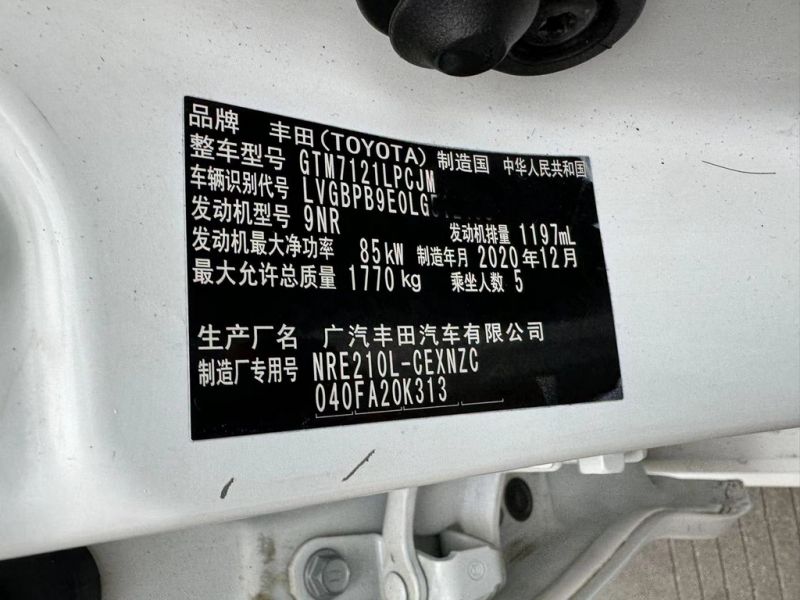 品牌 丰田(TOYOTA) 制造国 中华人民共和国
整车型号 GTM7121LPCJM
车辆识别代号 LVGBPB9E0LG
发动机型号 9NR 发动机排量 1197mL
发动机最大净功率 85kW 制造年月 2020年12月
最大允许总质量 1770kg 乘坐人数 5
生产厂名 广汽丰田汽车有限公司
制造厂专用号 NRE210L-CEXNZC
040FA20K313